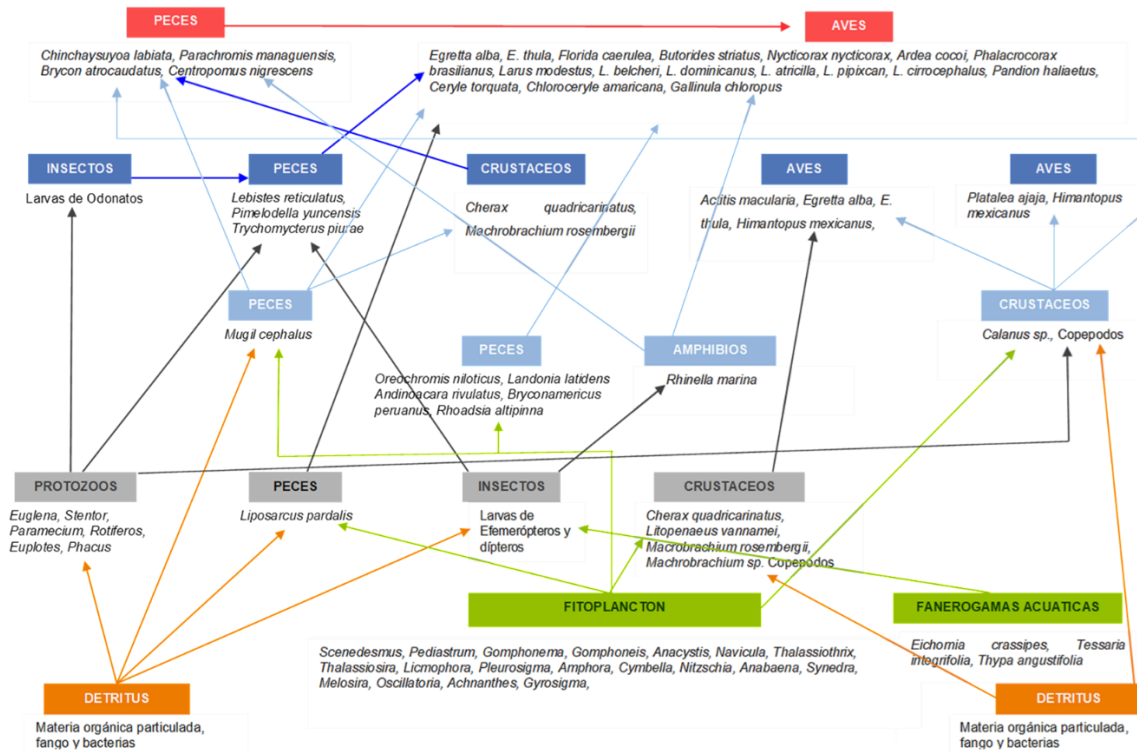 PECES
AVES
Chinchaysuyoa labiata, Parachromis managuensis,
Brycon atrocaudatus, Centropomus nigrescens
Egretta alba, E. thula, Florida caerulea, Butorides striatus, Nycticorax nycticorax, Ardea cocoi, Phalacrocorax
brasilianus, Larus modestus, L. belcheri, L. dominicanus, L. atricilla, L. pipixcan, L. cirrocephalus, Pandion haliaetus,
Ceryle torquata, Chloroceryle amaricana, Gallinula chloropus
INSECTOS
PECES
CRUSTACEOS
AVES
AVES
Larvas de Odonatos
Lebistes reticulatus,
Pimelodella yuncensis
Trychomycterus piurae
Cherax quadricarinatus,
Machrobrachium rosembergii
Actitis macularia, Egretta alba, E.
thula, Himantopus mexicanus,
Platalea ajaja, Himantopus
mexicanus
PECES
CRUSTACEOS
Mugil cephalus
Calanus sp., Copepodos
PECES
AMPHIBIOS
Oreochromis niloticus, Landonia latidens
Andinoacara rivulatus, Bryconamericus
peruanus, Rhoadsia altipinna
Rhinella marina
PROTOZOOS
PECES
INSECTOS
CRUSTACEOS
Euglena, Stentor,
Paramecium, Rotiferos,
Euplotes, Phacus
Liposarcus pardalis
Larvas de
Efemerópteros y
dípteros
Cherax quadricarinatus,
Litopenaeus vannamei,
Macrobrachium rosembergii,
Machrobrachium sp. Copepodos
FITOPLANCTON
FANEROGAMAS ACUATICAS
Scenedesmus, Pediastrum, Gomphonema, Gomphoneis, Anacystis, Navicula, Thalassiothrix,
Thalassiosira, Licmophora, Pleurosigma, Amphora, Cymbella, Nitzschia, Anabaena, Synedra,
Melosira, Oscillatoria, Achnanthes, Gyrosigma,
Eichornia crassipes, Tessaria
integrifolia, Thypa angustifolia
DETRITUS
DETRITUS
Materia orgánica particulada,
fango y bacterias
Materia orgánica particulada,
fango y bacterias